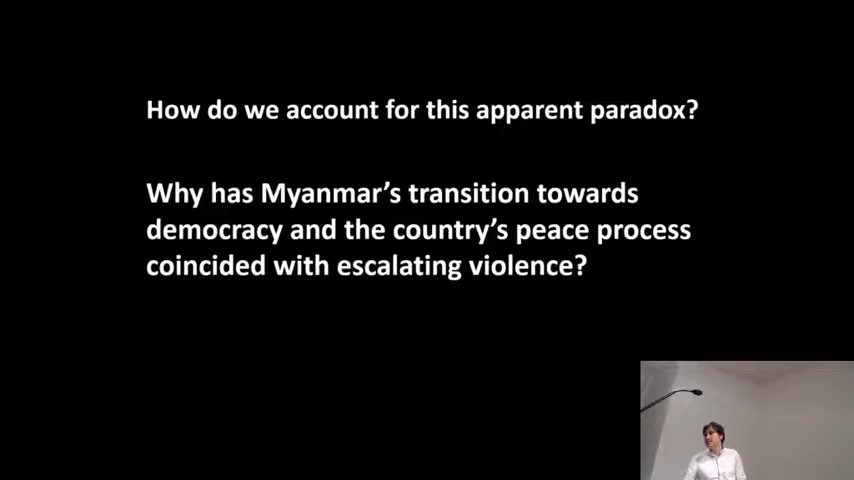 How do we account for this apparent paradox?
Why has Myanmar’s transition towards
democracy and the country’s peace process
coincided with escalating violence?